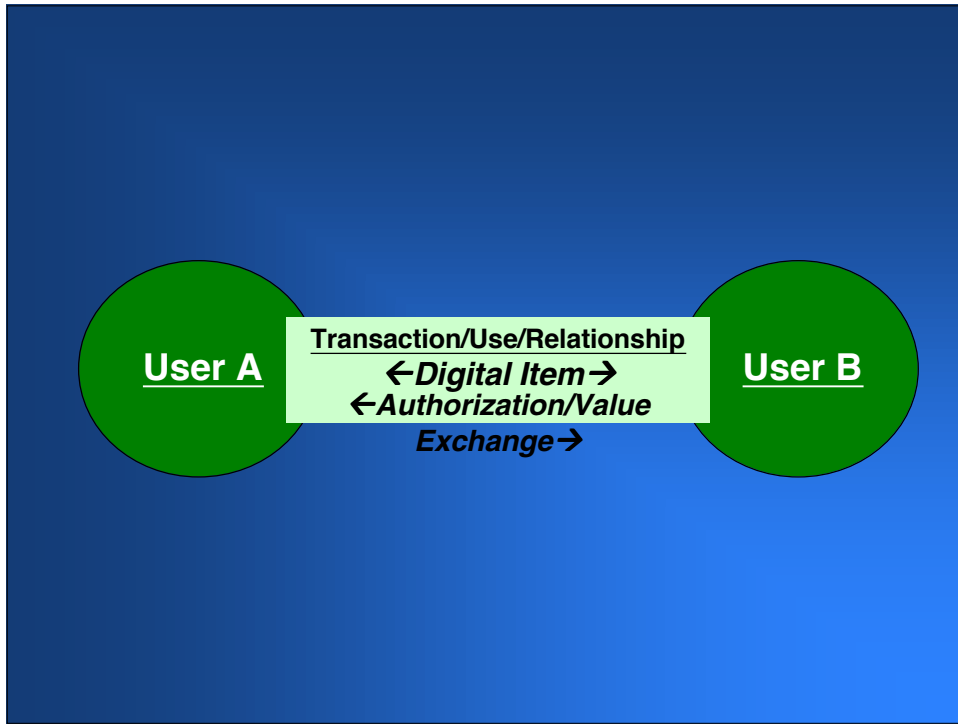 User A
Transaction/Use/Relationship
←Digital Item→
←Authorization/Value
Exchange→
User B